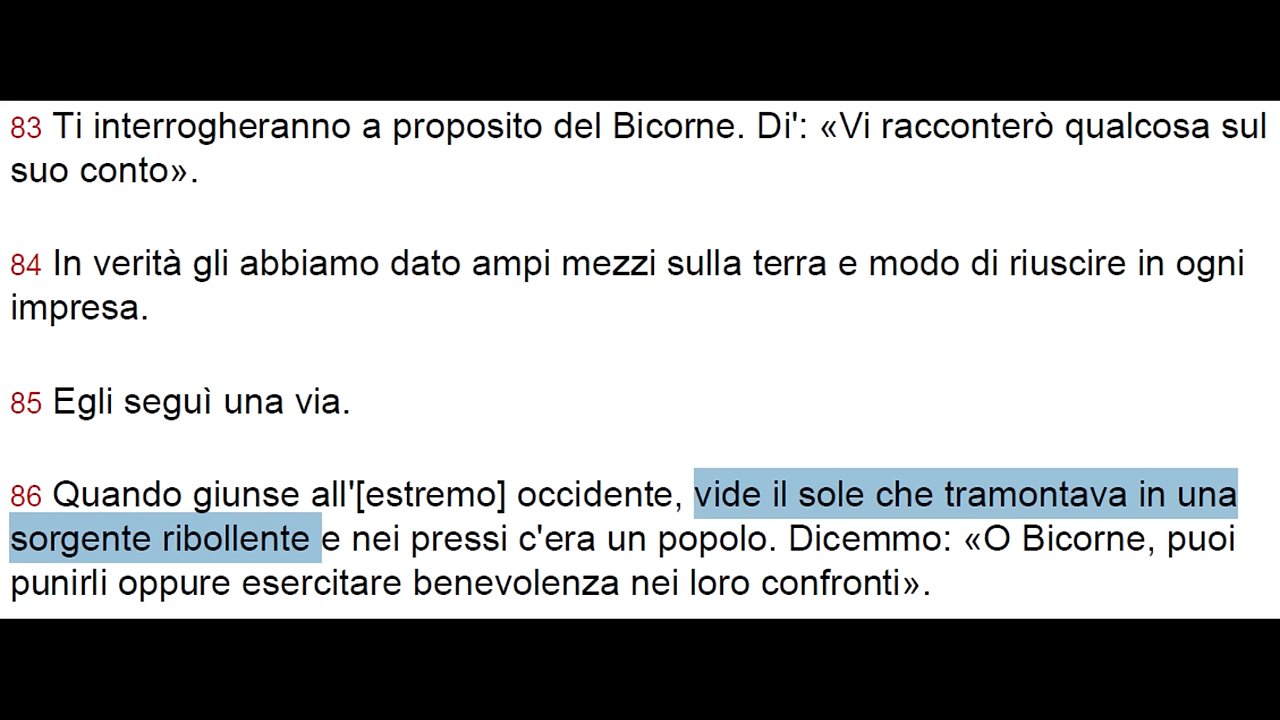 83 Ti interrogheranno a proposito del Bicorne. Di': «Vi racconterò qualcosa sul
suo conto».
84 In verità gli abbiamo dato ampi mezzi sulla terra e modo di riuscire in ogni
impresa.
85 Egli seguì una via.
86 Quando giunse all'[estremo] occidente, vide il sole che tramontava in una
sorgente ribollente e nei pressi c'era un popolo. Dicemmo: «O Bicorne, puoi
punirli oppure esercitare benevolenza nei loro confronti».